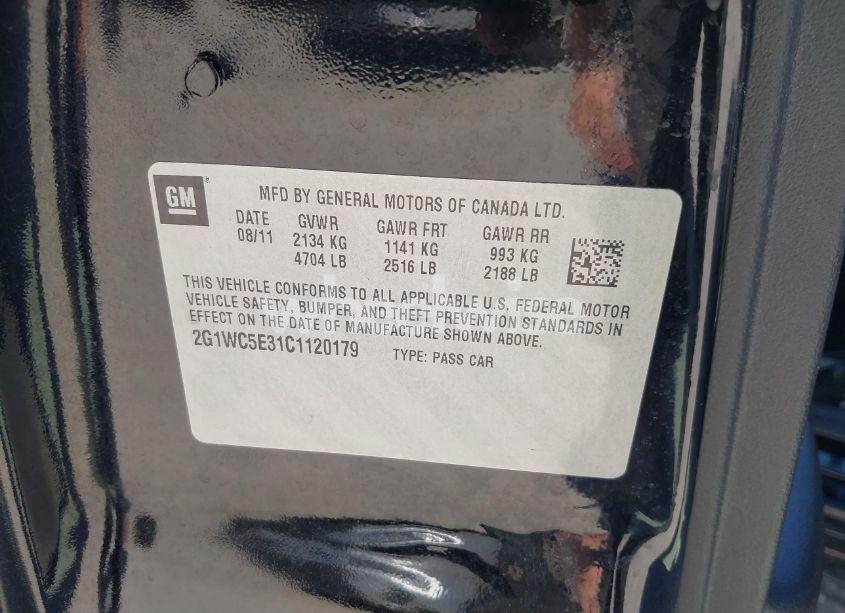 GM
MFD BY GENERAL MOTORS OF CANADA LTD.
DATE GVWR GAWR FRT GAWR RR
08/11 2134 KG 1141 KG 993 KG
4704 LB 2516 LB 2188 LB
THIS VEHICLE CONFORMS TO ALL APPLICABLE U.S. FEDERAL MOTOR
VEHICLE SAFETY, BUMPER, AND THEFT PREVENTION STANDARDS IN
EFFECT ON THE DATE OF MANUFACTURE SHOWN ABOVE.
2G1WC5E31C1120179 TYPE: PASS CAR